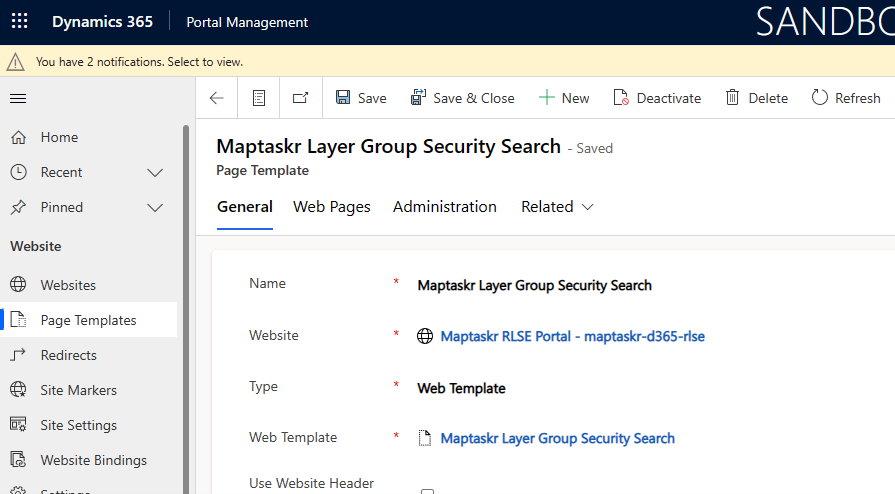 Dynamics 365 Portal Management SANDBO
You have 2 notifications. Select to view.
Save Save & Close New Deactivate Delete Refresh
Home
Recent
Pinned
Website
Websites
Page Templates
Redirects
Site Markers
Site Settings
Website Bindings
Settings
Maptaskr Layer Group Security Search - Saved
Page Template
General Web Pages Administration Related
Name * Maptaskr Layer Group Security Search
Website * Maptaskr RLSE Portal - maptaskr-d365-rlse
Type * Web Template
Web Template * Maptaskr Layer Group Security Search
Use Website Header